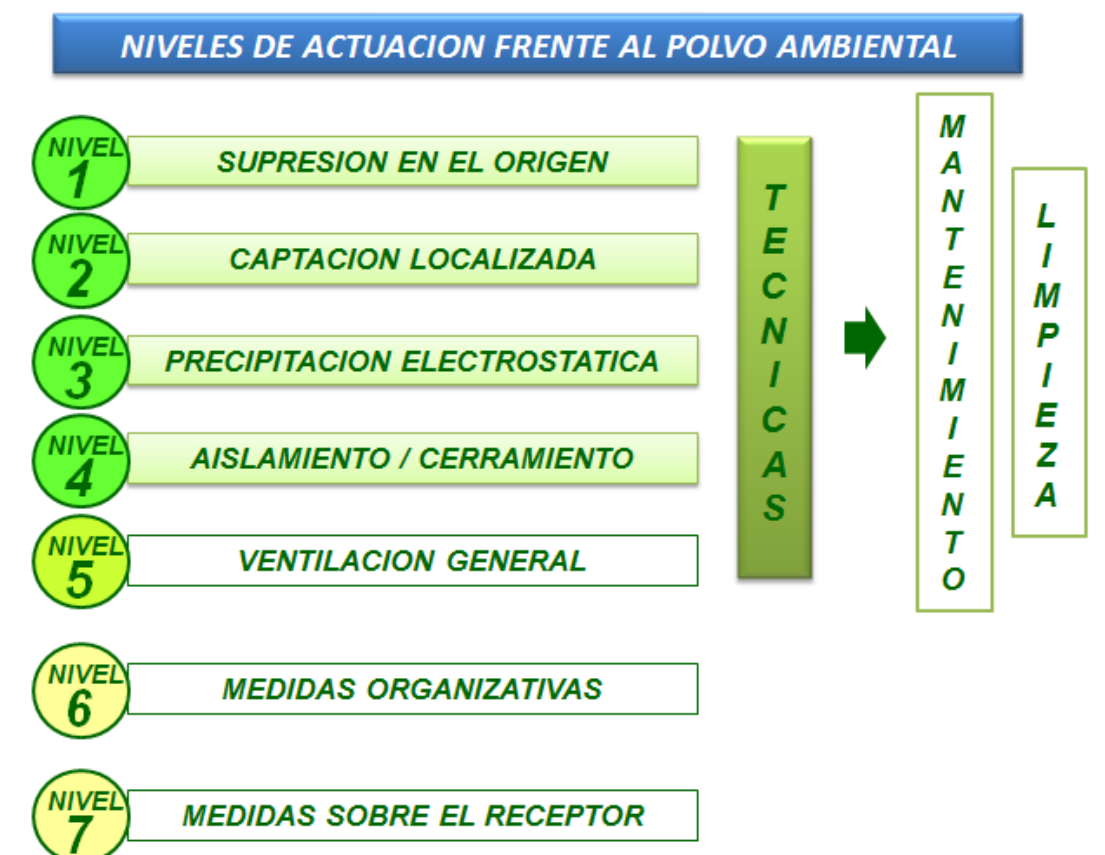 NIVELES DE ACTUACION FRENTE AL POLVO AMBIENTAL
NIVEL 1
SUPRESION EN EL ORIGEN
NIVEL 2
CAPTACION LOCALIZADA
NIVEL 3
PRECIPITACION ELECTROSTATICA
NIVEL 4
AISLAMIENTO / CERRAMIENTO
NIVEL 5
VENTILACION GENERAL
NIVEL 6
MEDIDAS ORGANIZATIVAS
NIVEL 7
MEDIDAS SOBRE EL RECEPTOR
TECNICAS
MANTENIMIENTO
LIMPIEZA